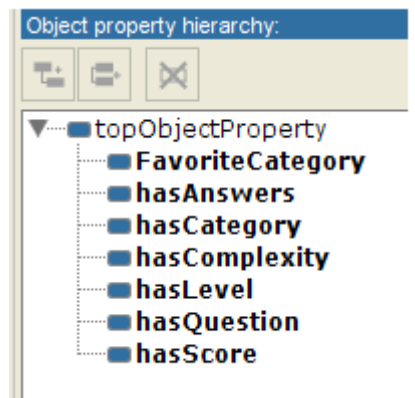 Object property hierarchy:
topObjectProperty
FavoriteCategory
hasAnswers
hasCategory
hasComplexity
hasLevel
hasQuestion
hasScore